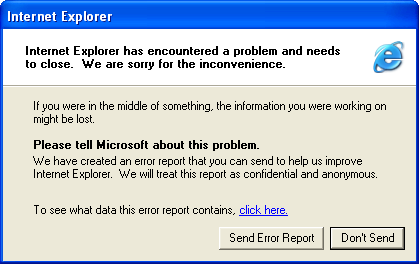 Internet Explorer
Internet Explorer has encountered a problem and needs
to close.  We are sorry for the inconvenience.
If you were in the middle of something, the information you were working on
might be lost.
Please tell Microsoft about this problem.
We have created an error report that you can send to help us improve
Internet Explorer.  We will treat this report as confidential and anonymous.
To see what data this error report contains, click here.
Send Error Report
Don't Send